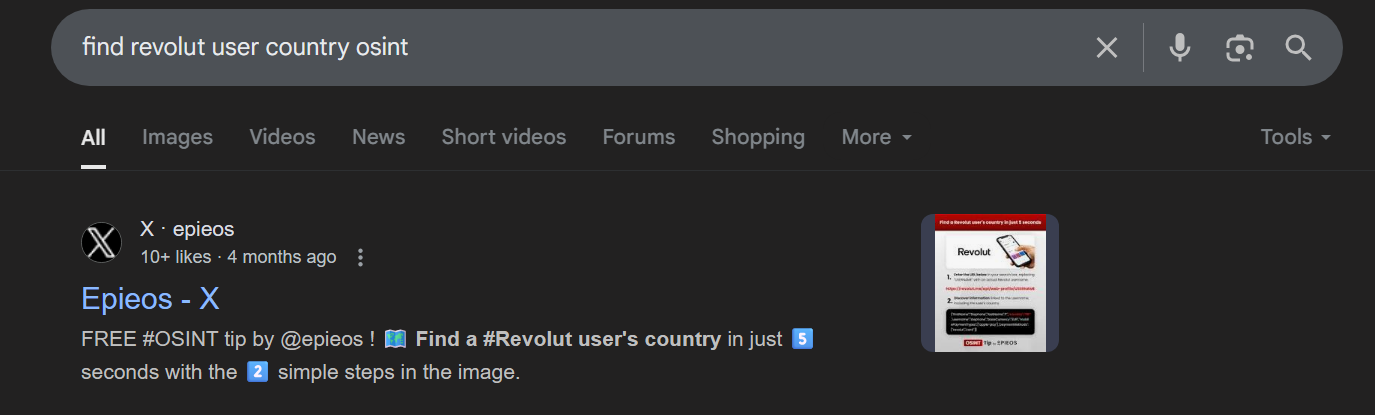 find revolut user country osint
All Images Videos News Short videos Forums Shopping More Tools
X · epieos
10+ likes · 4 months ago
Epieos - X
FREE #OSINT tip by @epieos ! 🗺️ Find a #Revolut user's country in just 5️⃣
seconds with the 2️⃣ simple steps in the image.
Find a Revolut user's country in just 5 seconds
Revolut
1.
2.
OSINT Tip by EPIEOS